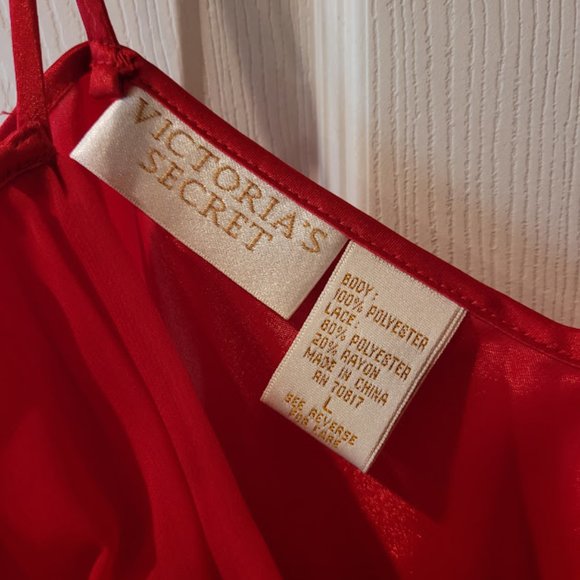 VICTORIA'S
SECRET
BODY:
100% POLYESTER
LACE:
80% POLYESTER
20% RAYON
MADE IN CHINA
RN 70817
L
SEE REVERSE
FOR CARE